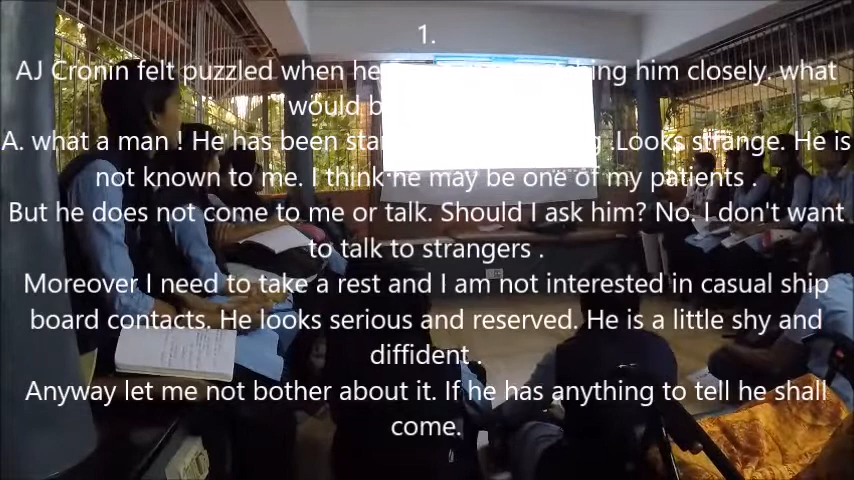 1.
AJ Cronin felt puzzled when he hing him closely. what
would b
A. what a man ! He has been star .Looks strange. He is
not known to me. I think he may be one of my patients .
But he does not come to me or talk. Should I ask him? No. I don't want
to talk to strangers .
Moreover I need to take a rest and I am not interested in casual ship
board contacts. He looks serious and reserved. He is a little shy and
diffident .
Anyway let me not bother about it. If he has anything to tell he shall
come.